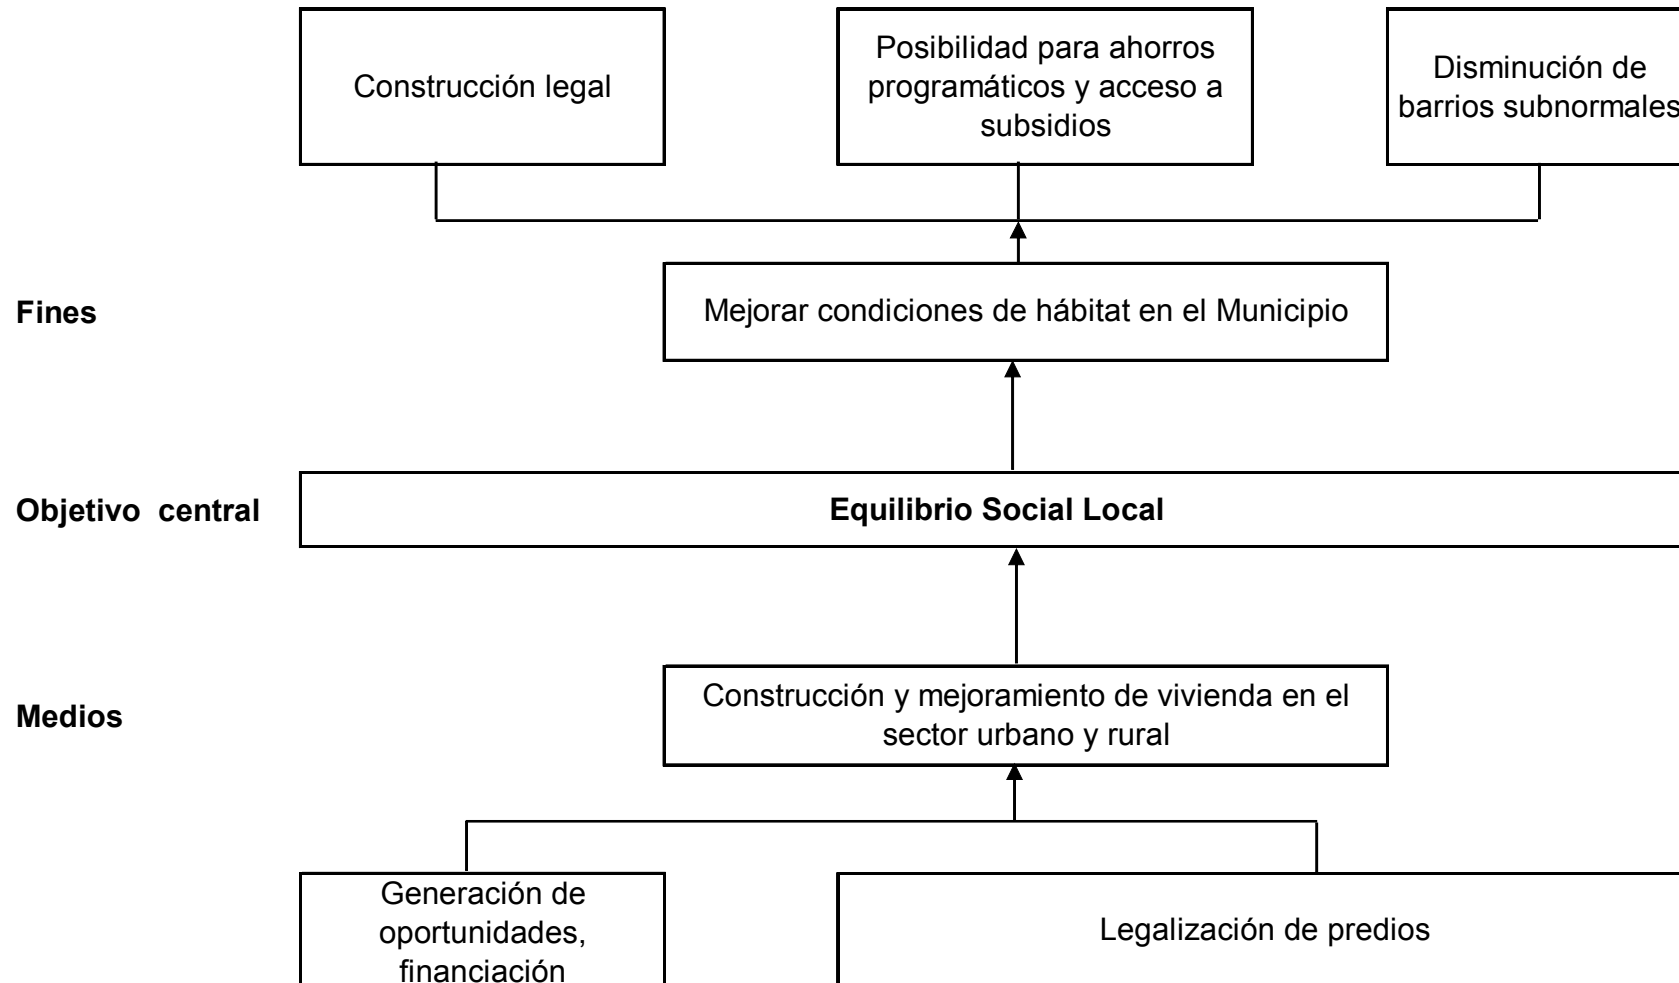 Construcción legal
Posibilidad para ahorros
programáticos y acceso a
subsidios
Disminución de
barrios subnormales
Fines
Mejorar condiciones de hábitat en el Municipio
Objetivo central
Equilibrio Social Local
Medios
Construcción y mejoramiento de vivienda en el
sector urbano y rural
Generación de
oportunidades,
financiación
Legalización de predios